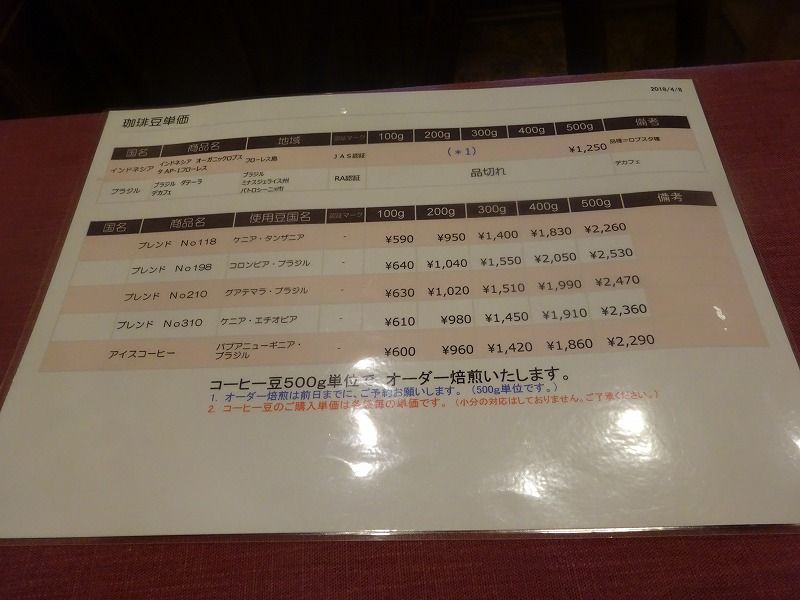 2018/4/8
珈琲豆単価
国名 商品名 地域 認証マーク 100g 200g 300g 400g 500g 備考
インドネシア インドネシア オーガニックロブスタAP-1フローレス フローレス島 JAS認証 (*1) ¥1,250 品種=ロブスタ種
ブラジル ブラジル ダテーラ デカフェ ブラジル ミナスジェライス州 パトロシーニョ市 RA認証 品切れ デカフェ
国名 商品名 使用豆国名 認証マーク 100g 200g 300g 400g 500g 備考
ブレンド No118 ケニア・タンザニア - ¥590 ¥950 ¥1,400 ¥1,830 ¥2,260
ブレンド No198 コロンビア・ブラジル - ¥640 ¥1,040 ¥1,550 ¥2,050 ¥2,530
ブレンド No210 グアテマラ・ブラジル - ¥630 ¥1,020 ¥1,510 ¥1,990 ¥2,470
ブレンド No310 ケニア・エチオピア - ¥610 ¥980 ¥1,450 ¥1,910 ¥2,360
アイスコーヒー パプアニューギニア・ブラジル - ¥600 ¥960 ¥1,420 ¥1,860 ¥2,290
コーヒー豆500g単位で、オーダー焙煎いたします。
1. オーダー焙煎は前日までに、ご予約お願いします。(500g単位です。)
2. コーヒー豆のご購入単価は各袋毎の単価です。(小分の対応はしておりません。ご了承ください。)